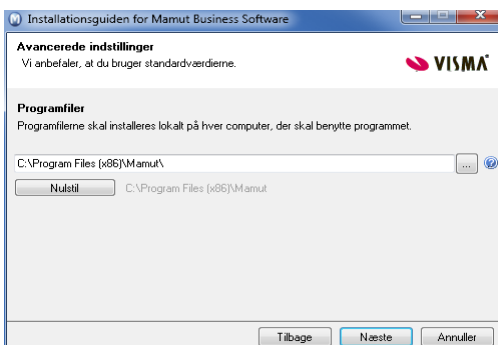 Installationsguiden for Mamut Business Software
Avancerede indstillinger
Vi anbefaler, at du bruger standardværdierne.
VISMA
Programfiler
Programfilerne skal installeres lokalt på hver computer, der skal benytte programmet.
C:\Program Files (x86)\Mamut\
...
Nulstil C:\Program Files (x86)\Mamut
Tilbage Næste Annuller